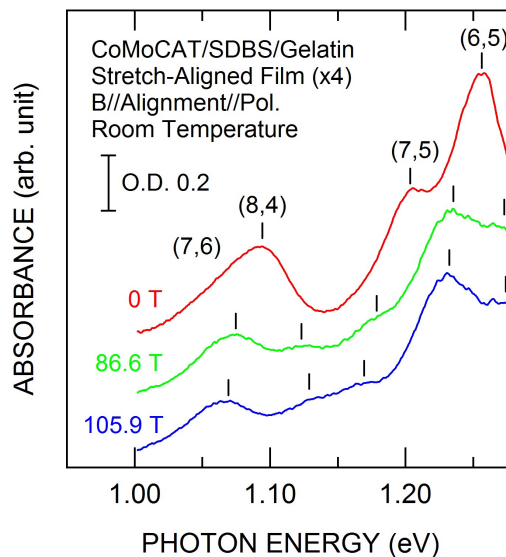 CoMoCAT/SDBS/Gelatin
Stretch-Aligned Film (x4)
B//Alignment//Pol.
Room Temperature
(6,5)
(7,5)
O.D. 0.2
(8,4)
(7,6)
0 T
86.6 T
105.9 T
ABSORBANCE (arb. unit)
1.00 1.10 1.20
PHOTON ENERGY (eV)